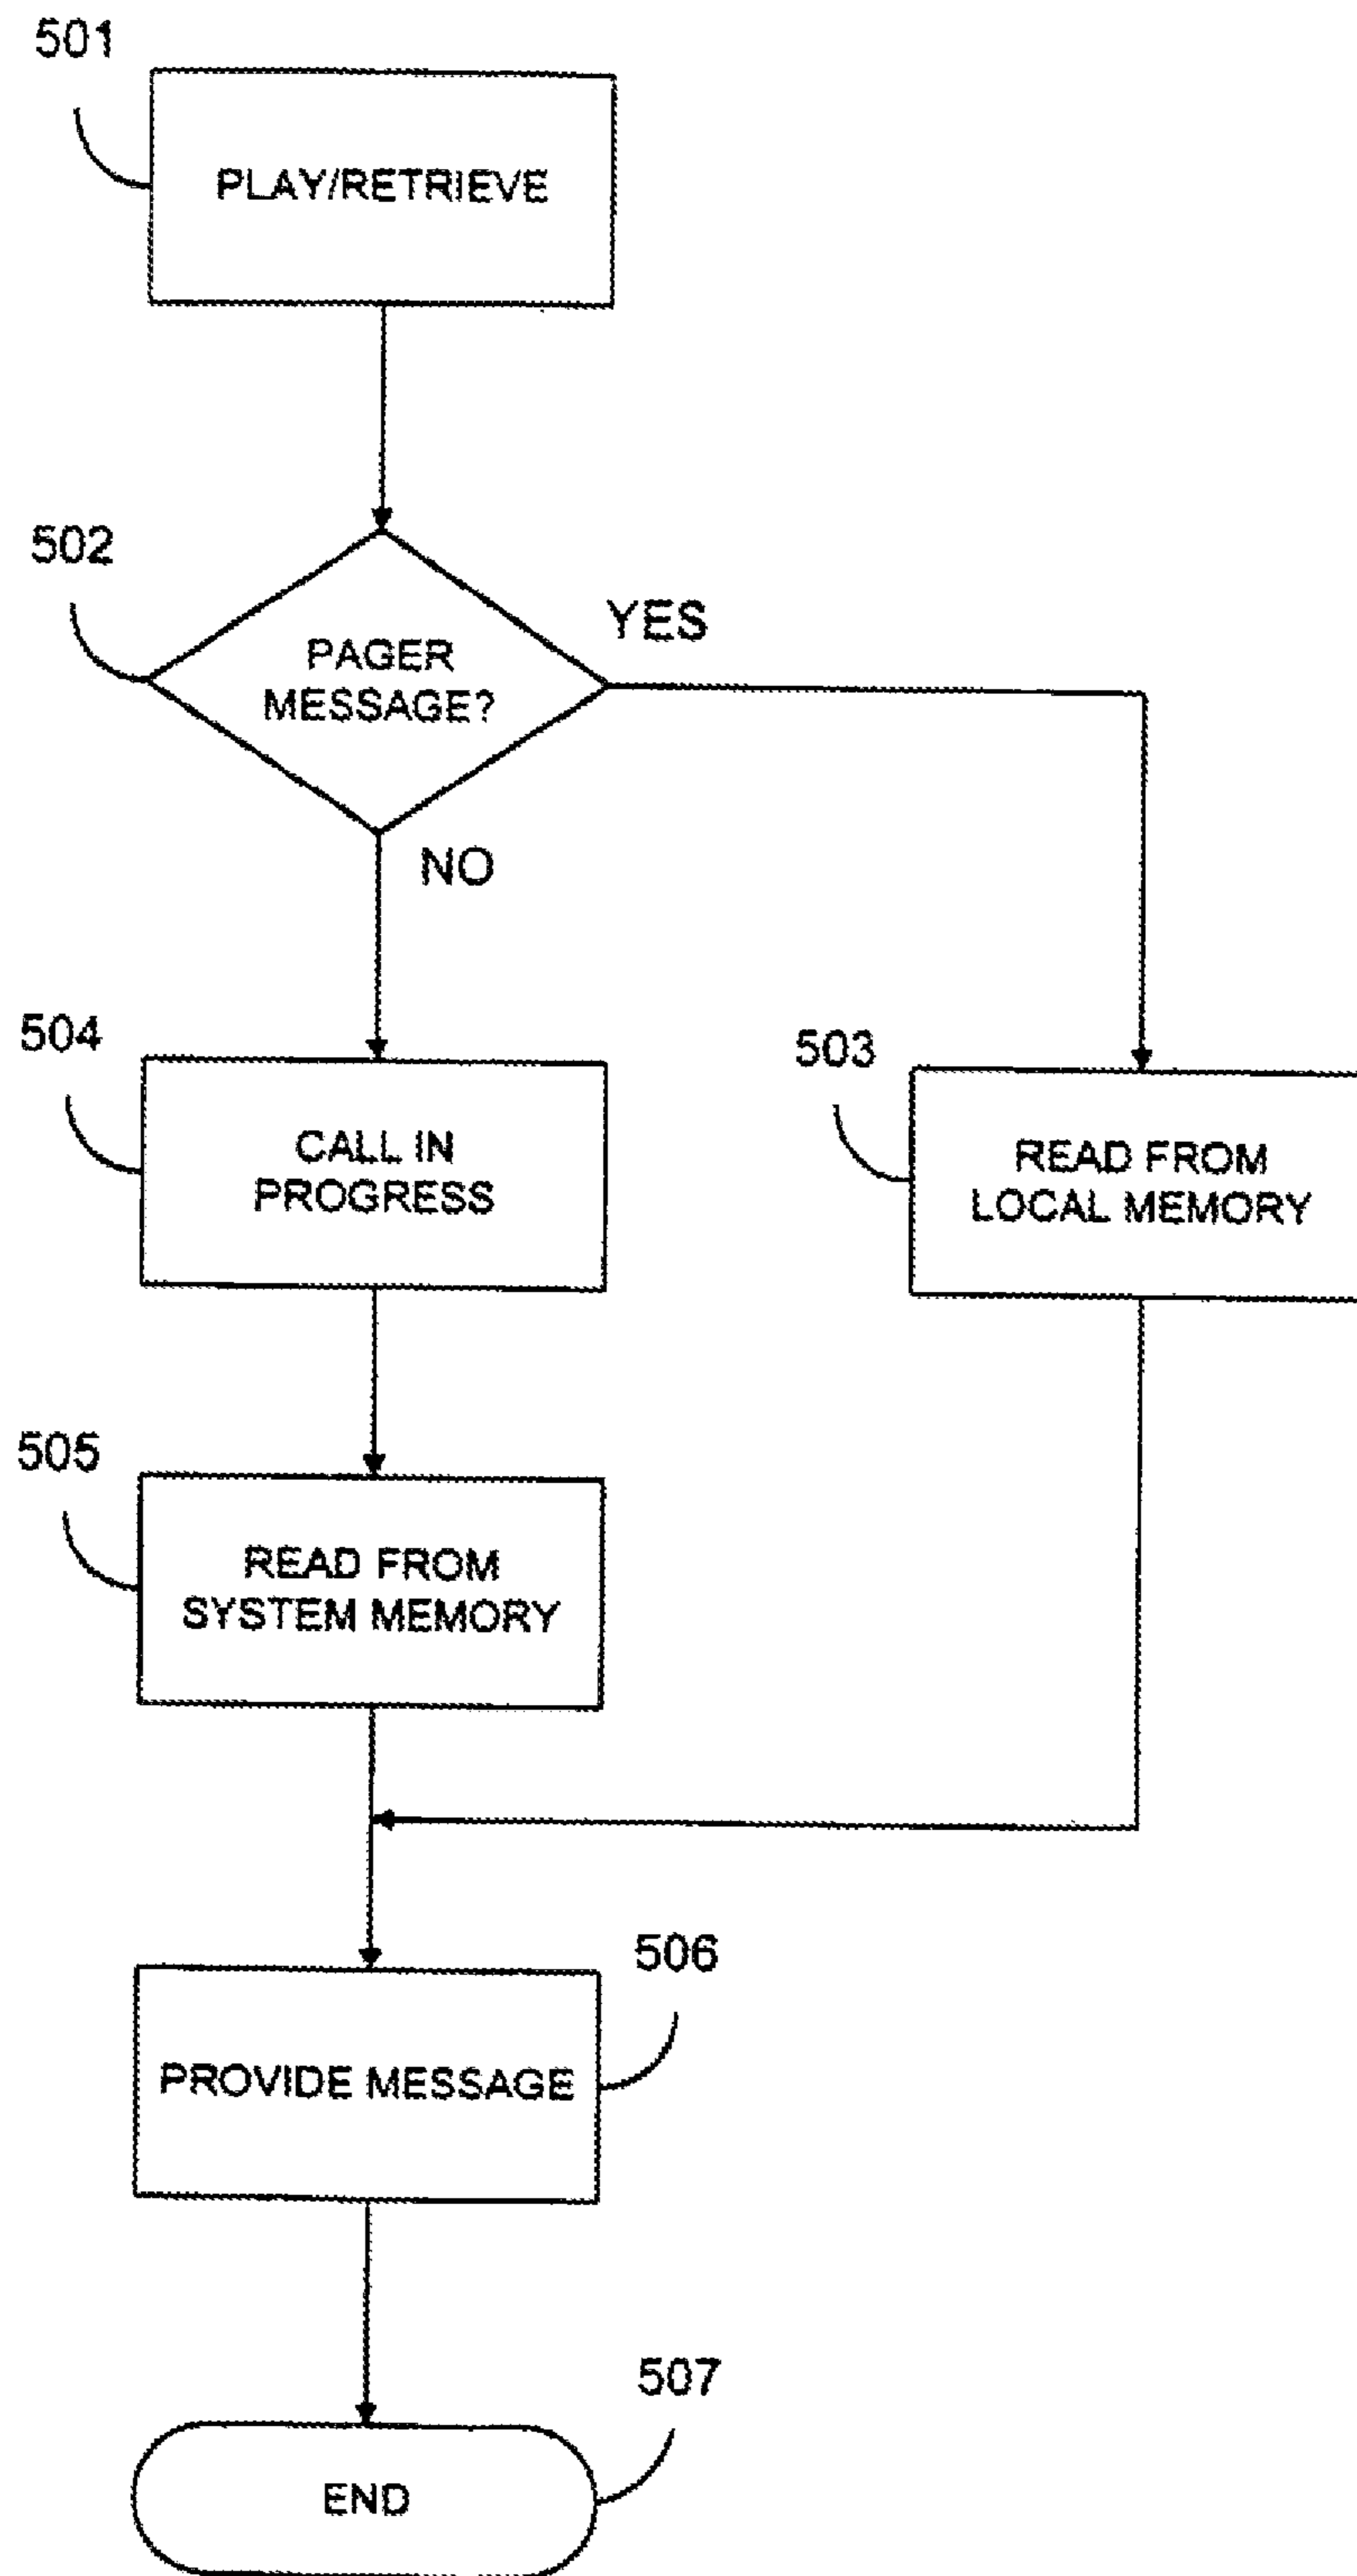 501
PLAY/RETRIEVE
502
PAGER
MESSAGE?
YES
NO
504
CALL IN
PROGRESS
503
READ FROM
LOCAL MEMORY
505
READ FROM
SYSTEM MEMORY
506
PROVIDE MESSAGE
507
END